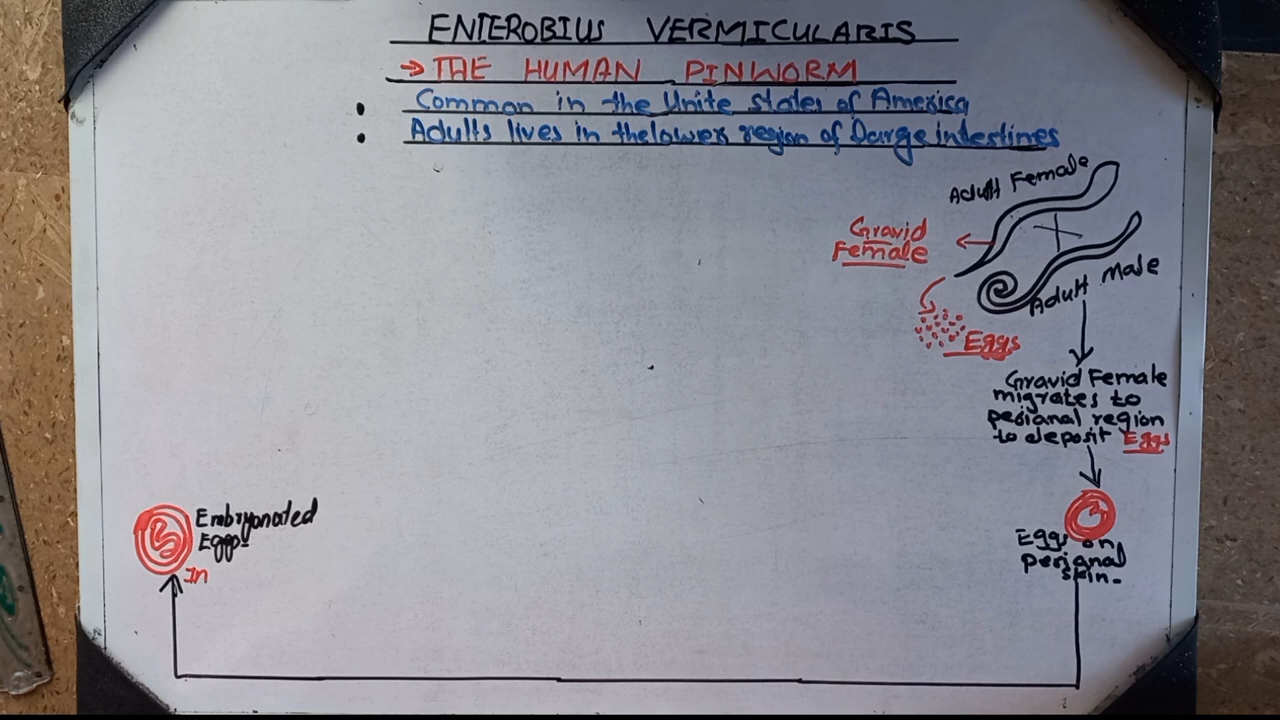 ENTEROBIUS VERMICULARIS
→ THE HUMAN PINWORM
• Common in the Unite states of America
• Adults lives in the lower region of Large intestines
Adult Female
Gravid
Female
Adult Male
Eggs
Gravid Female
migrates to
perianal region
to deposit Eggs
Embryonated
Eggs
In
Eggs on
perianal
skin.